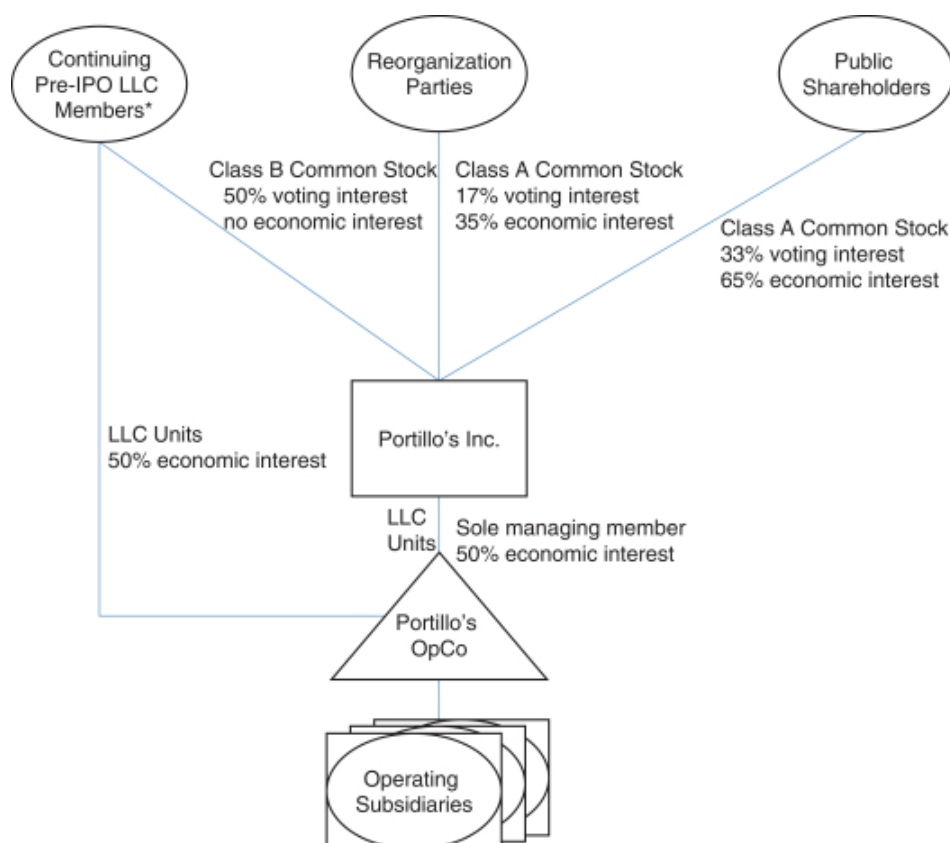 Continuing
Pre-IPO LLC
Members*
Reorganization
Parties
Public
Shareholders
Class B Common Stock
50% voting interest
no economic interest
Class A Common Stock
17% voting interest
35% economic interest
Class A Common Stock
33% voting interest
65% economic interest
Portillo's Inc.
LLC Units
50% economic interest
LLC
Units
Sole managing member
50% economic interest
Portillo's
OpCo
Operating
Subsidiaries